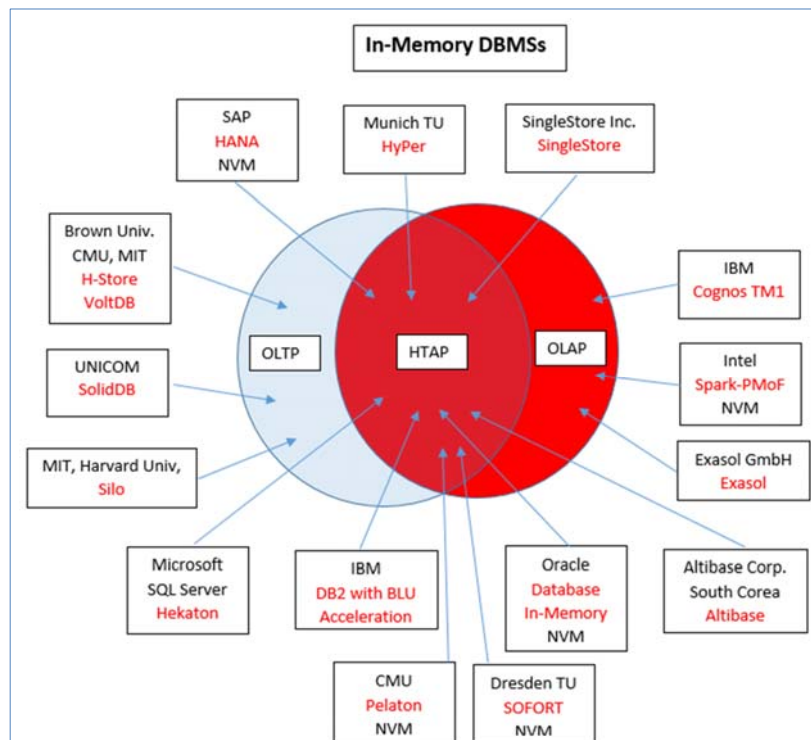 In-Memory DBMSs
SAP
HANA
NVM
Munich TU
HyPer
SingleStore Inc.
SingleStore
Brown Univ.
CMU, MIT
H-Store
VoltDB
IBM
Cognos TM1
OLTP
HTAP
OLAP
UNICOM
SolidDB
Intel
Spark-PMoF
NVM
MIT, Harvard Univ,
Silo
Exasol GmbH
Exasol
Microsoft
SQL Server
Hekaton
IBM
DB2 with BLU
Acceleration
Oracle
Database
In-Memory
NVM
Altibase Corp.
South Corea
Altibase
CMU
Pelaton
NVM
Dresden TU
SOFORT
NVM